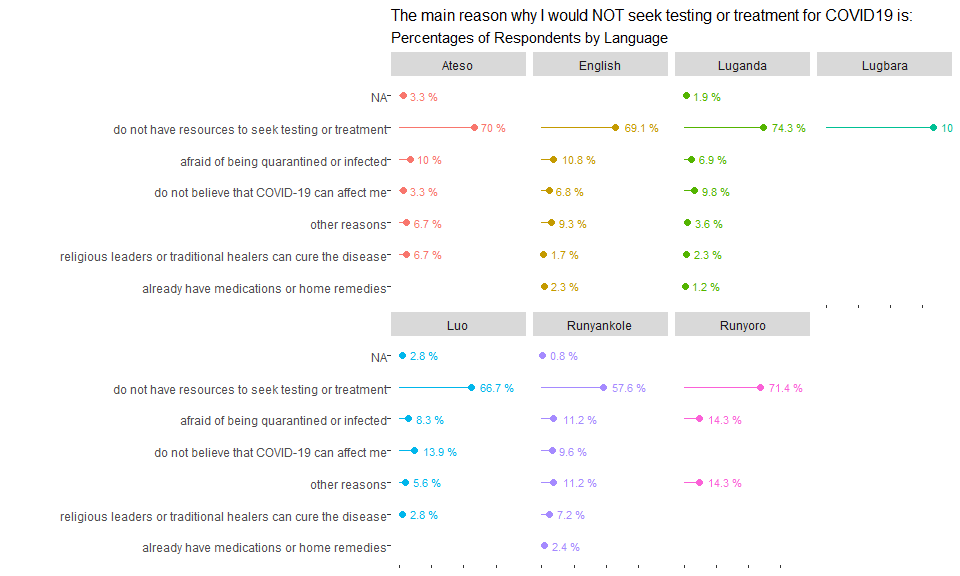 The main reason why I would NOT seek testing or treatment for COVID19 is:
Percentages of Respondents by Language
Ateso English Luganda Lugbara
NA 3.3 % 1.9 %
do not have resources to seek testing or treatment 70 % 69.1 % 74.3 % 10
afraid of being quarantined or infected 10 % 10.8 % 6.9 %
do not believe that COVID-19 can affect me 3.3 % 6.8 % 9.8 %
other reasons 6.7 % 9.3 % 3.6 %
religious leaders or traditional healers can cure the disease 6.7 % 1.7 % 2.3 %
already have medications or home remedies 2.3 % 1.2 %
Luo Runyankole Runyoro
NA 2.8 % 0.8 %
do not have resources to seek testing or treatment 66.7 % 57.6 % 71.4 %
afraid of being quarantined or infected 8.3 % 11.2 % 14.3 %
do not believe that COVID-19 can affect me 13.9 % 9.6 %
other reasons 5.6 % 11.2 % 14.3 %
religious leaders or traditional healers can cure the disease 2.8 % 7.2 %
already have medications or home remedies 2.4 %